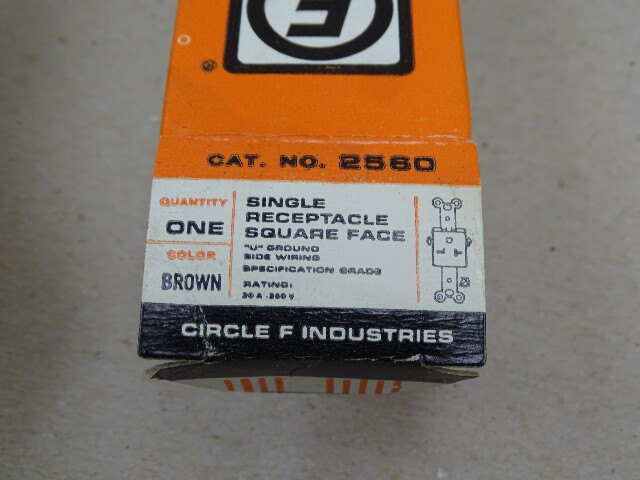 F
®
CAT. NO. 2560
QUANTITY
ONE
COLOR
BROWN
SINGLE
RECEPTACLE
SQUARE FACE
"U" GROUND
SIDE WIRING
SPECIFICATION GRADE
RATING:
20 A - 250 V
CIRCLE F INDUSTRIES